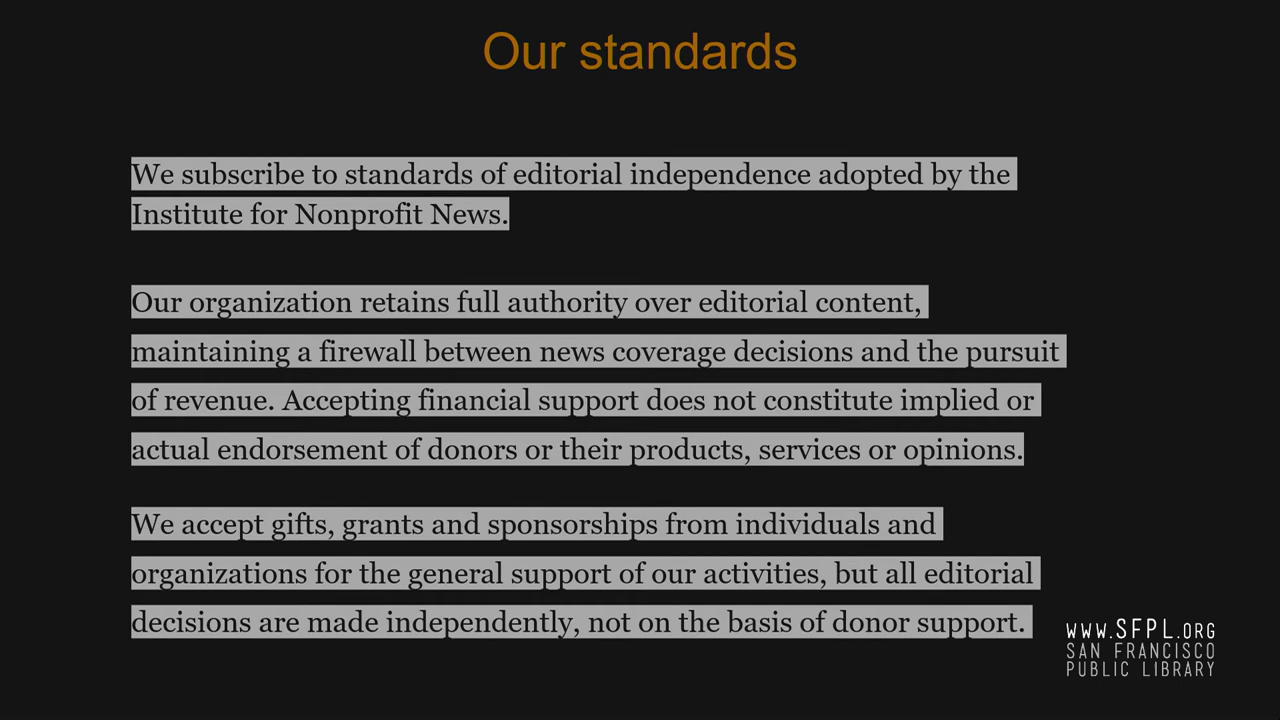 Our standards
We subscribe to standards of editorial independence adopted by the
Institute for Nonprofit News.
Our organization retains full authority over editorial content,
maintaining a firewall between news coverage decisions and the pursuit
of revenue. Accepting financial support does not constitute implied or
actual endorsement of donors or their products, services or opinions.
We accept gifts, grants and sponsorships from individuals and
organizations for the general support of our activities, but all editorial
decisions are made independently, not on the basis of donor support.
WWW.SFPL.ORG
SAN FRANCISCO
PUBLIC LIBRARY